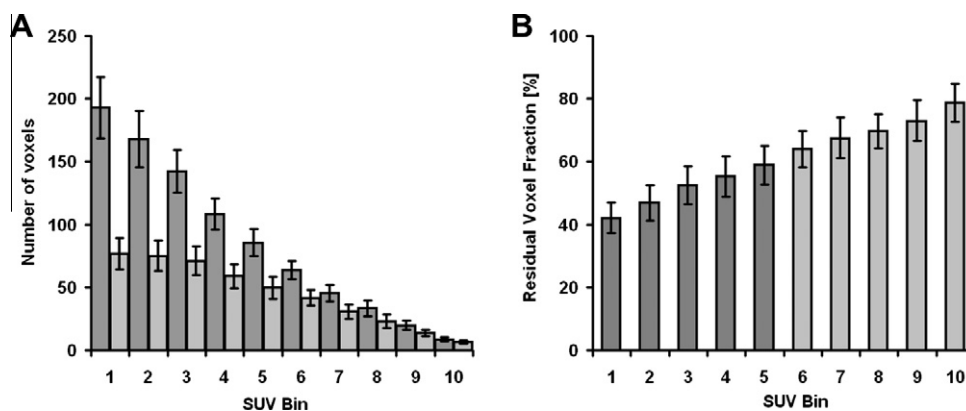 A
250
200
150
100
50
0
Number of voxels
1 2 3 4 5 6 7 8 9 10
SUV Bin
B
100
80
60
40
20
0
Residual Voxel Fraction [%]
1 2 3 4 5 6 7 8 9 10
SUV Bin